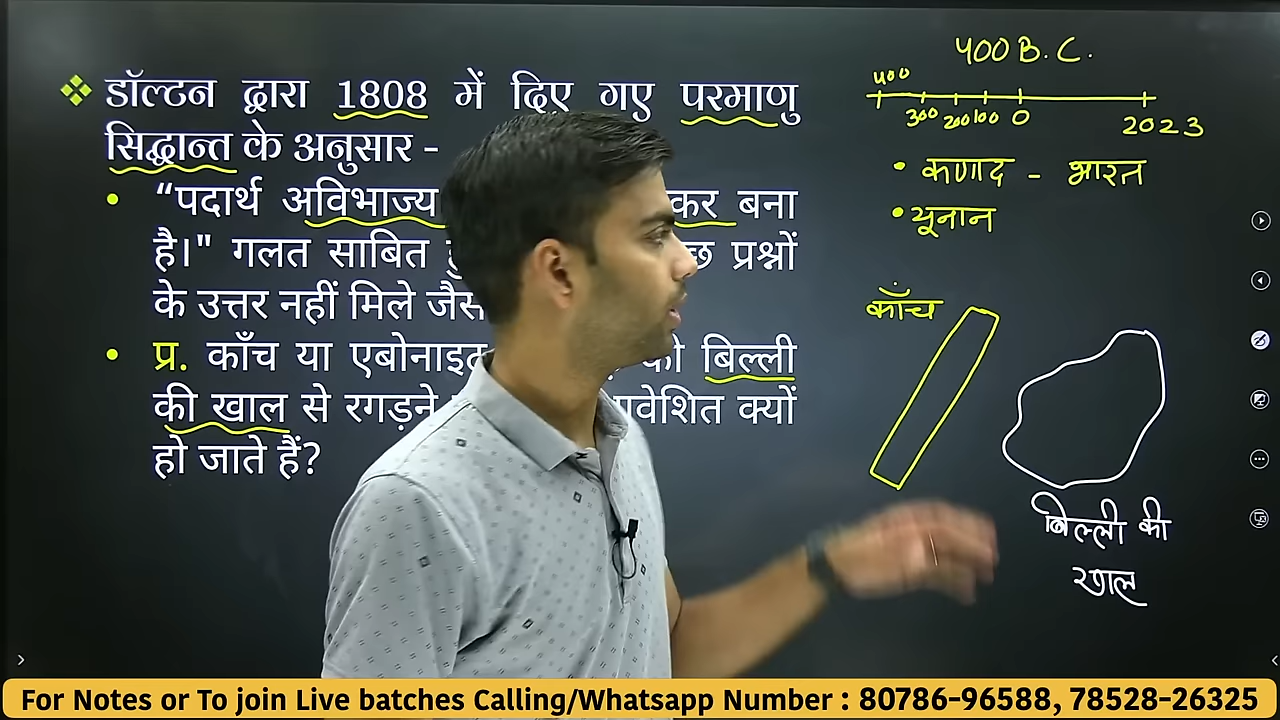 डॉल्टन द्वारा 1808 में दिए गए परमाणु
सिद्धान्त के अनुसार -
“पदार्थ अविभाज्य कर बना
है।" गलत साबित प्रश्नों
के उत्तर नहीं मिले जैसे
प्र. काँच या एबोनाइट की बिल्ली
की खाल से रगड़ने क्यों
हो जाते हैं?
400 B.C.
400
300 200 100 0 2023
कणाद - भारत
यूनान
काँच
बिल्ली की
खाल
For Notes or To join Live batches Calling/Whatsapp Number : 80786-96588, 78528-26325